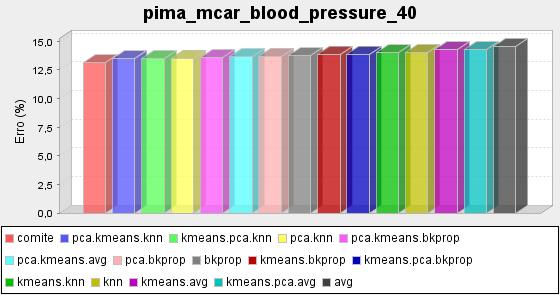 pima_mcar_blood_pressure_40
15,0
12,5
10,0
7,5
5,0
2,5
0,0
Erro (%)
comite pca.kmeans.knn kmeans.pca.knn pca.knn pca.kmeans.bkprop
pca.kmeans.avg pca.bkprop bkprop kmeans.bkprop kmeans.pca.bkprop
kmeans.knn knn kmeans.avg kmeans.pca.avg avg